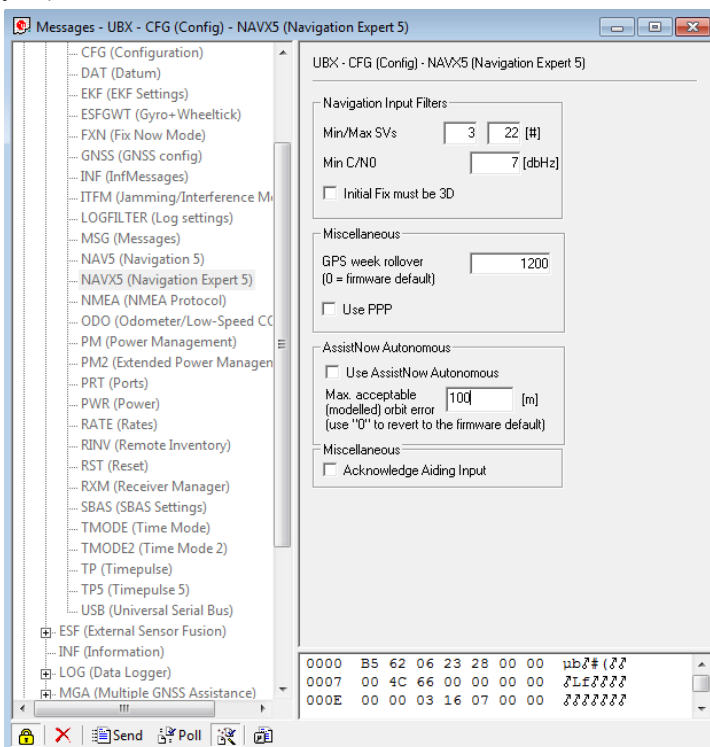 Messages - UBX - CFG (Config) - NAVX5 (Navigation Expert 5)
CFG (Configuration)
DAT (Datum)
EKF (EKF Settings)
ESFGWT (Gyro+Wheeltick)
FXN (Fix Now Mode)
GNSS (GNSS config)
INF (InfMessages)
ITFM (Jamming/Interference M
LOGFILTER (Log settings)
MSG (Messages)
NAV5 (Navigation 5)
NAVX5 (Navigation Expert 5)
NMEA (NMEA Protocol)
ODO (Odometer/Low-Speed CO
PM (Power Management)
PM2 (Extended Power Managen
PRT (Ports)
PWR (Power)
RATE (Rates)
RINV (Remote Inventory)
RST (Reset)
RXM (Receiver Manager)
SBAS (SBAS Settings)
TMODE (Time Mode)
TMODE2 (Time Mode 2)
TP (Timepulse)
TP5 (Timepulse 5)
USB (Universal Serial Bus)
ESF (External Sensor Fusion)
INF (Information)
LOG (Data Logger)
MGA (Multiple GNSS Assistance)
UBX - CFG (Config) - NAVX5 (Navigation Expert 5)
Navigation Input Filters
Min/Max SVs 3 22 [#]
Min C/N0 7 [dbHz]
Initial Fix must be 3D
Miscellaneous
GPS week rollover 1200
(0 = firmware default)
Use PPP
AssistNow Autonomous
Use AssistNow Autonomous
Max. acceptable 100 [m]
(modelled) orbit error
(use "0" to revert to the firmware default)
Miscellaneous
Acknowledge Aiding Input
0000 B5 62 06 23 28 00 00 µb#(
0007 00 4C 66 00 00 00 00 Lf
000E 00 00 03 16 07 00 00
Send Poll